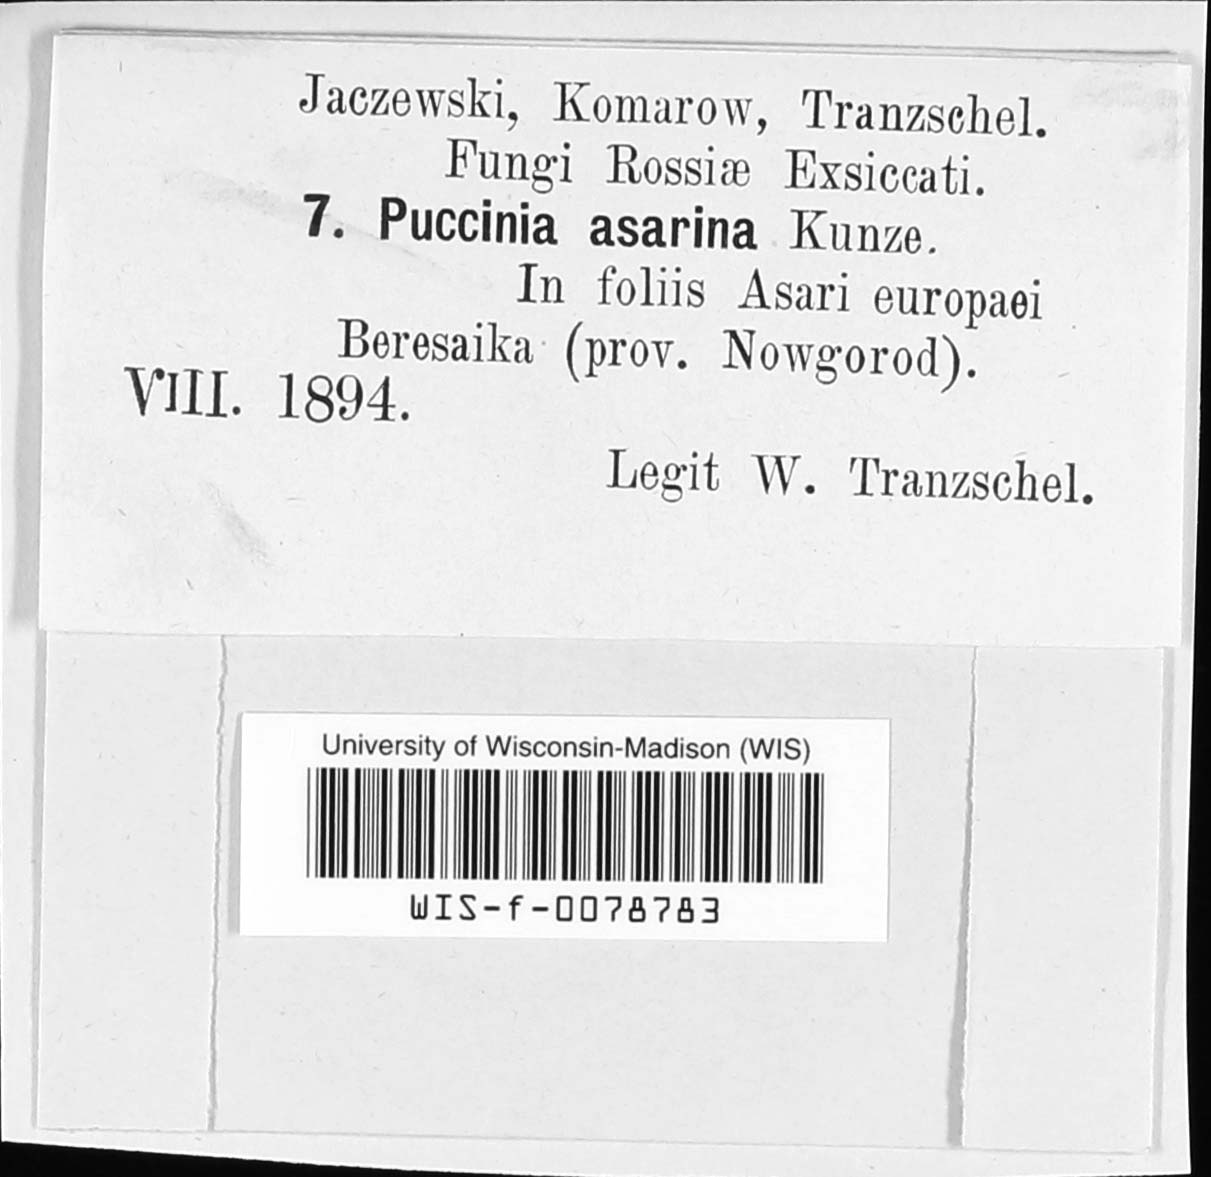 Jaczewski, Komarow, Tranzschel.
Fungi Rossiæ Exsiccati.
7. Puccinia asarina Kunze.
In foliis Asari europaei
Beresaika (prov. Nowgorod).
VIII. 1894.
Legit W. Tranzschel.
University of Wisconsin-Madison (WIS)
WIS-f-0078783